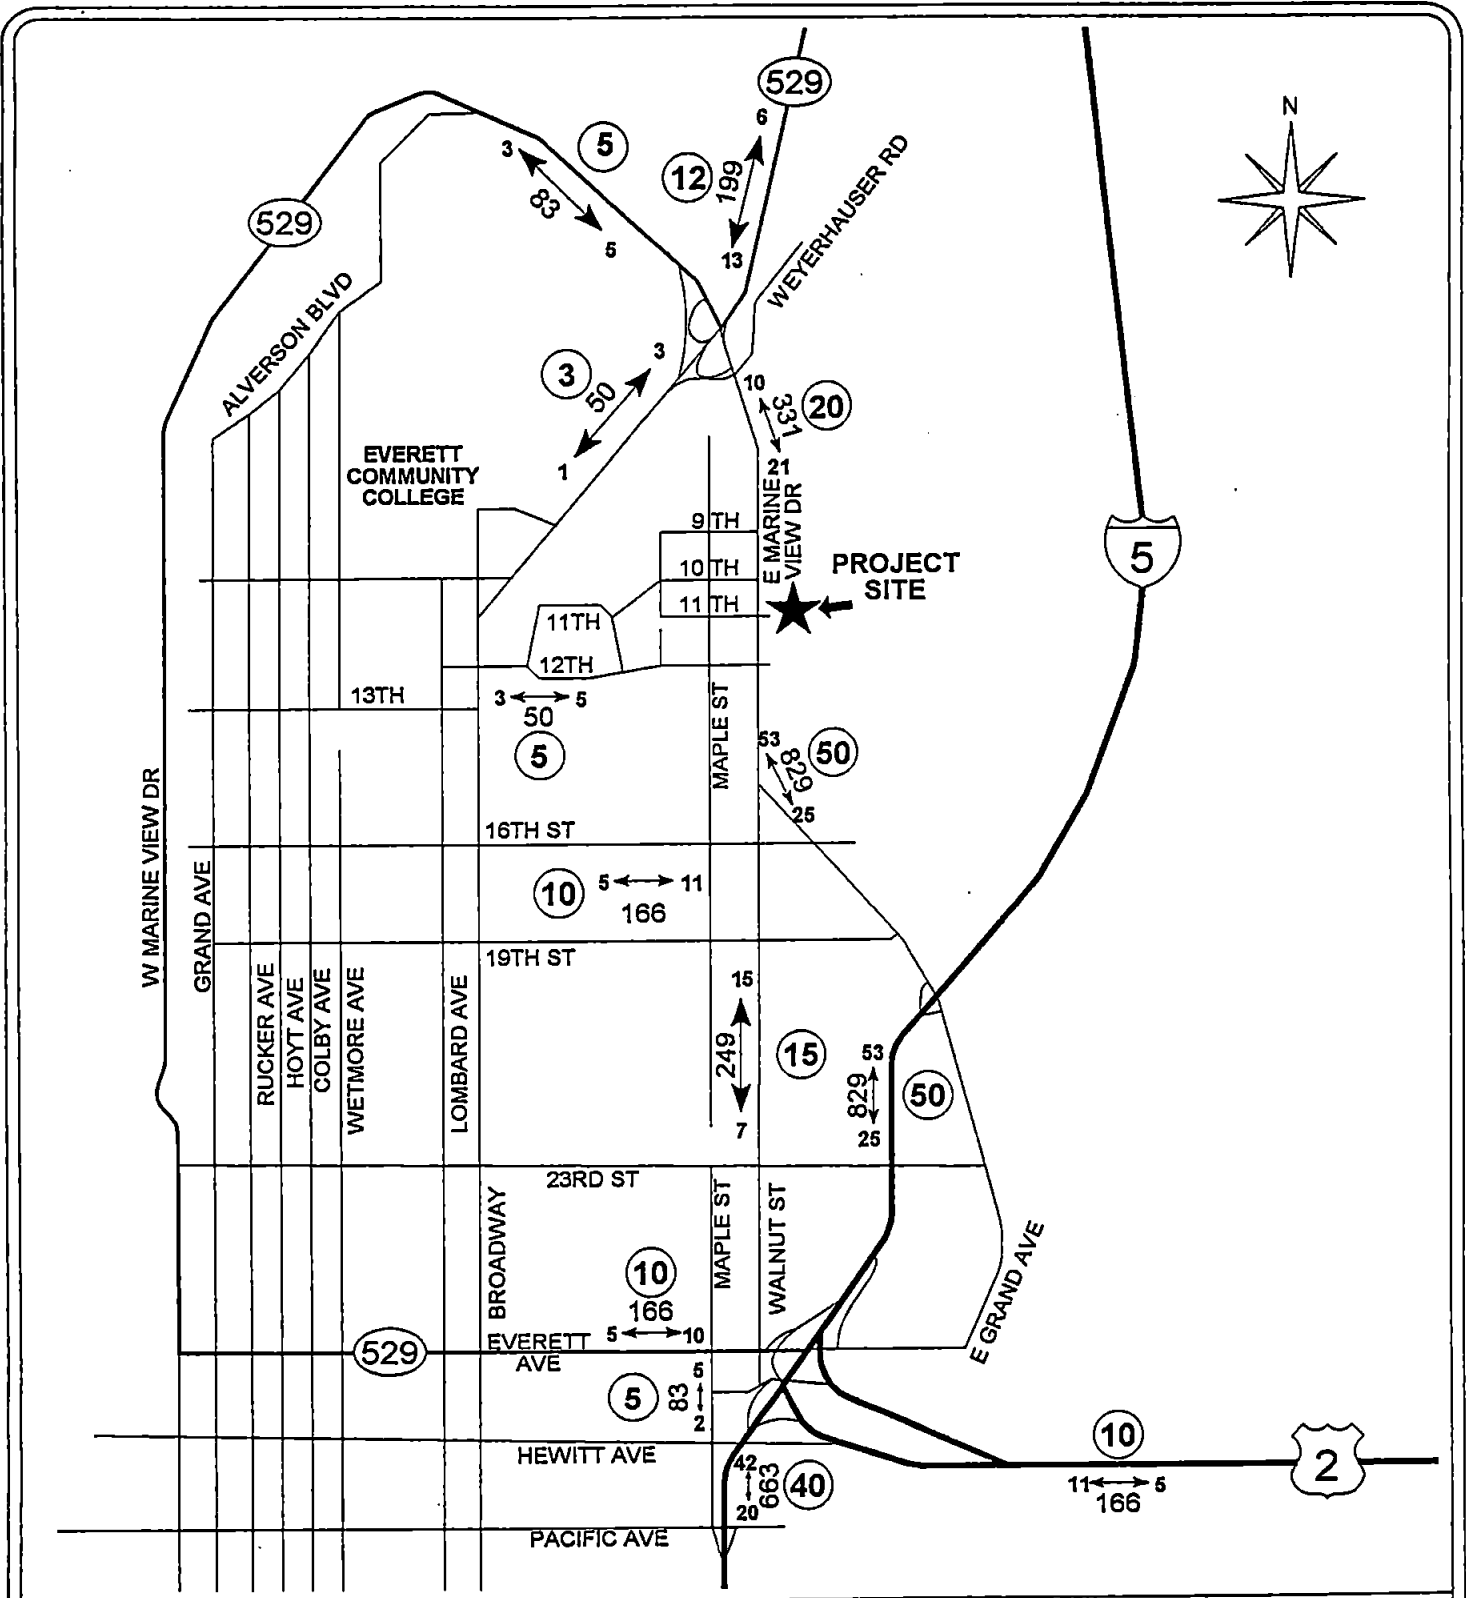 529
N
6
5
3
12
199
WEYERHAUSER RD
83
529
5
13
ALVERSON BLVD
3
3
50
10
331
20
1
21
EVERETT
COMMUNITY
COLLEGE
E MARINE
VIEW DR
9 TH
10 TH
11 TH
5
PROJECT
SITE
11TH
12TH
13TH
3
5
50
5
MAPLE ST
53
829
50
25
W MARINE VIEW DR
16TH ST
GRAND AVE
10
5
11
166
19TH ST
RUCKER AVE
HOYT AVE
COLBY AVE
WETMORE AVE
LOMBARD AVE
15
249
15
7
53
829
50
25
23RD ST
BROADWAY
MAPLE ST
WALNUT ST
E GRAND AVE
10
166
5
10
EVERETT
AVE
529
5
5
83
2
HEWITT AVE
42
663
40
20
10
11
5
166
2
PACIFIC AVE